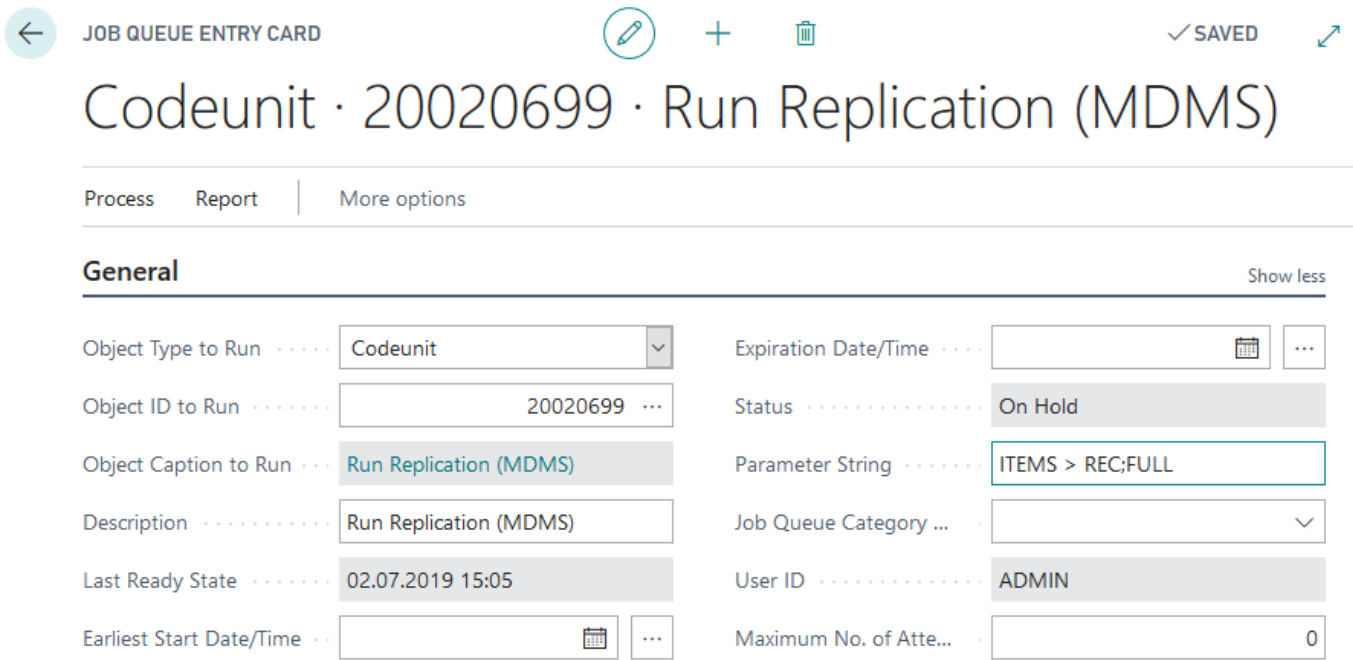 JOB QUEUE ENTRY CARD
SAVED
Codeunit · 20020699 · Run Replication (MDMS)
Process Report More options
General
Show less
Object Type to Run Codeunit
Object ID to Run 20020699 ...
Object Caption to Run Run Replication (MDMS)
Description Run Replication (MDMS)
Last Ready State 02.07.2019 15:05
Earliest Start Date/Time ...
Expiration Date/Time ...
Status On Hold
Parameter String ITEMS > REC;FULL
Job Queue Category ...
User ID ADMIN
Maximum No. of Atte... 0